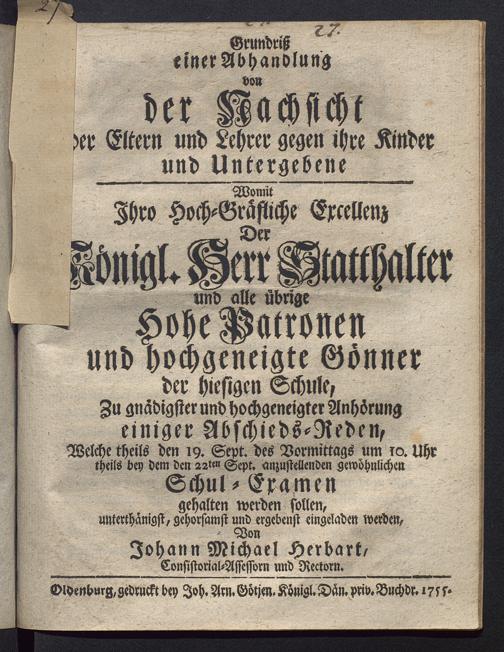 27
27.
Grundriß
einer Abhandlung
von
der Nachsicht
der Eltern und Lehrer gegen ihre Kinder
und Untergebene
Womit
Ihro Hoch-Gräfliche Excellenz
Der
Königl. Herr Statthalter
und alle übrige
Hohe Patronen
und hochgeneigte Gönner
der hiesigen Schule,
Zu gnädigster und hochgeneigter Anhörung
einiger Abschieds-Reden,
Welche theils den 19. Sept. des Vormittags um 10. Uhr
theils bey dem den 22ten Sept. anzustellenden gewöhnlichen
Schul-Examen
gehalten werden sollen,
unterthänigst, gehorsamst und ergebenst eingeladen werden,
Von
Johann Michael Herbart,
Consistorial-Assessorn und Rectorn.
Oldenburg, gedruckt bey Joh. Arn. Götjen. Königl. Dän. priv. Buchdr. 1755.